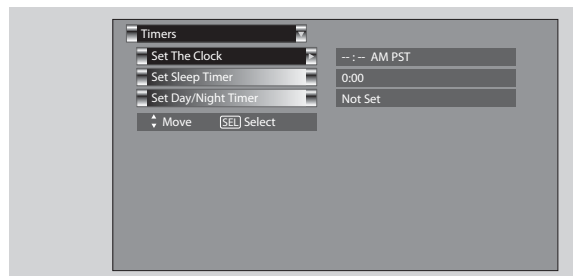 Timers
Set The Clock -- : -- AM PST
Set Sleep Timer 0:00
Set Day/Night Timer Not Set
Move SEL Select